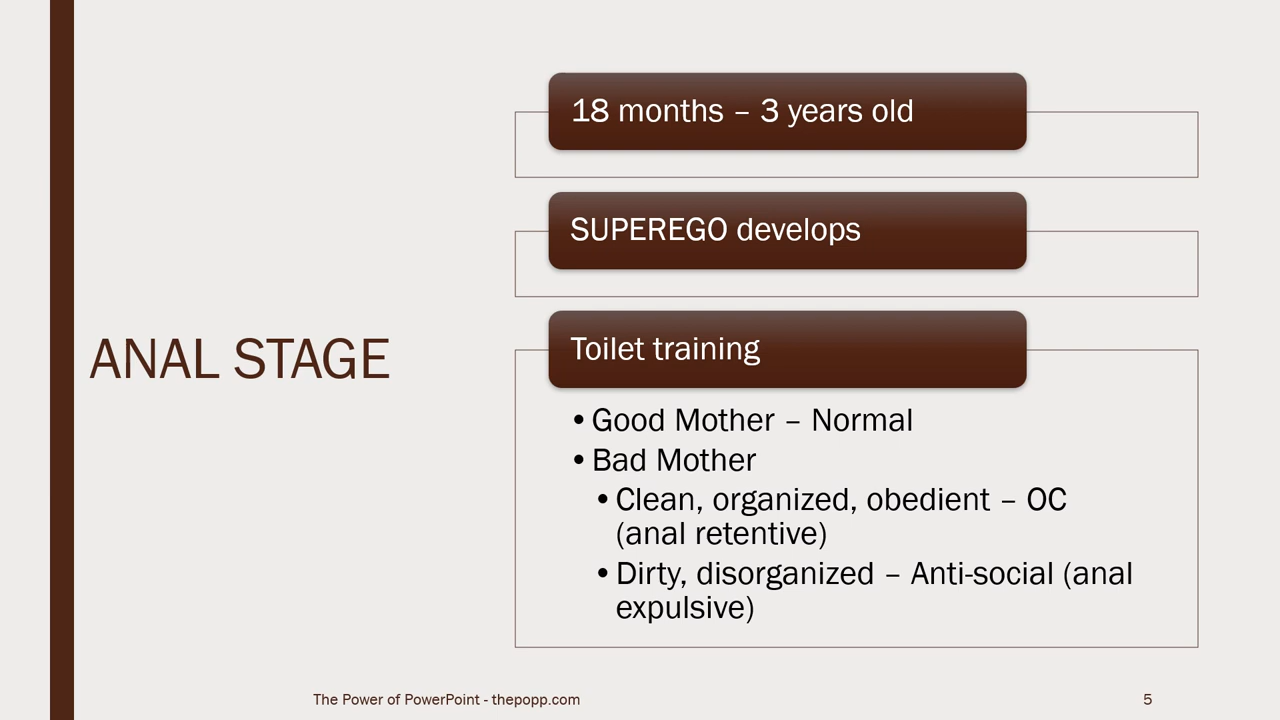 ANAL STAGE
18 months – 3 years old
SUPEREGO develops
Toilet training
•Good Mother – Normal
•Bad Mother
•Clean, organized, obedient – OC
(anal retentive)
•Dirty, disorganized – Anti-social (anal
expulsive)
The Power of PowerPoint - thepopp.com
5